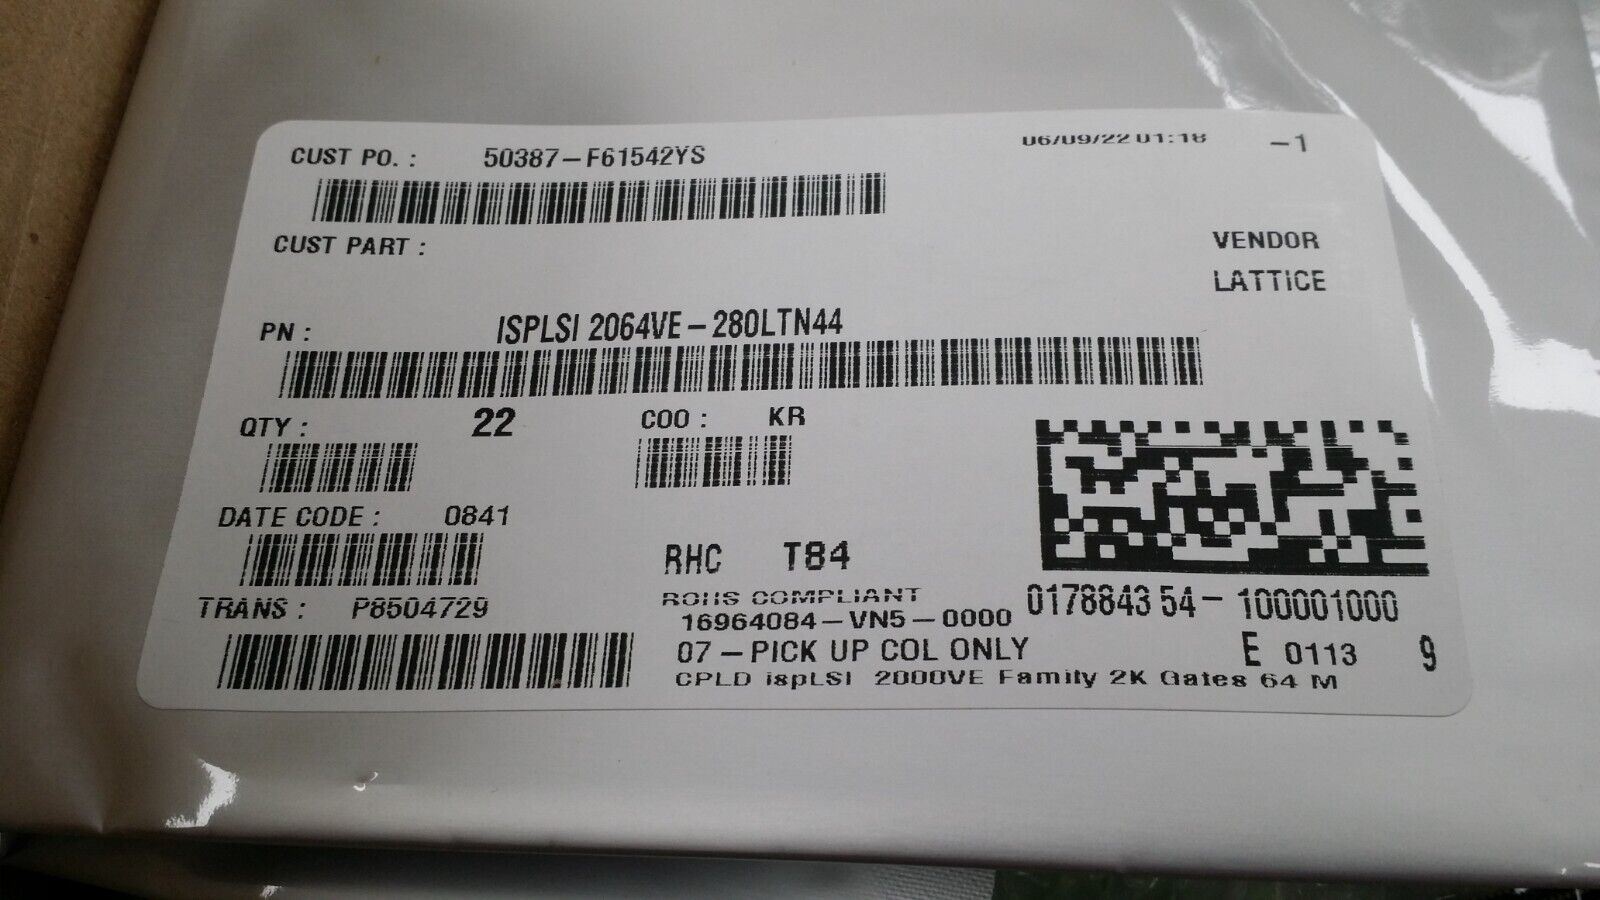 CUST PO. : 50387-F61542YS 06/09/22 01:18 -1
CUST PART : VENDOR
LATTICE
PN : ISPLSI 2064VE-280LTN44
QTY : 22 COO : KR
DATE CODE : 0841
RHC T84
TRANS : P8504729
ROHS COMPLIANT
16964084-VN5-0000 017884354-100001000
07-PICK UP COL ONLY E 0113 9
CPLD ispLSI 2000VE Family 2K Gates 64 M